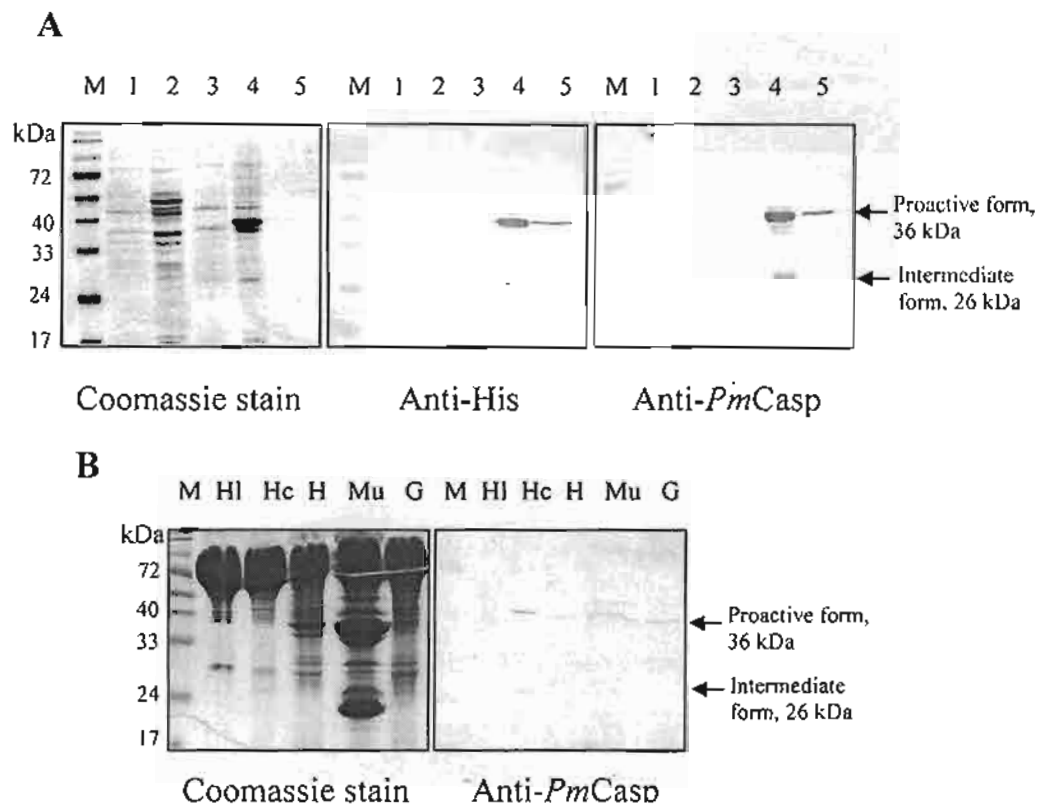 A
M 1 2 3 4 5 M 1 2 3 4 5 M 1 2 3 4 5
kDa
72
40
33
24
17
Proactive form,
36 kDa
Intermediate
form, 26 kDa
Coomassie stain Anti-His Anti-PmCasp
B
M Hl Hc H Mu G M Hl Hc H Mu G
kDa
72
40
33
24
17
Proactive form,
36 kDa
Intermediate
form, 26 kDa
Coomassie stain Anti-PmCasp